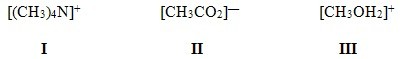 [(CH3)4N]⁺ [CH3CO2]⁻ [CH3OH2]⁺
I II III